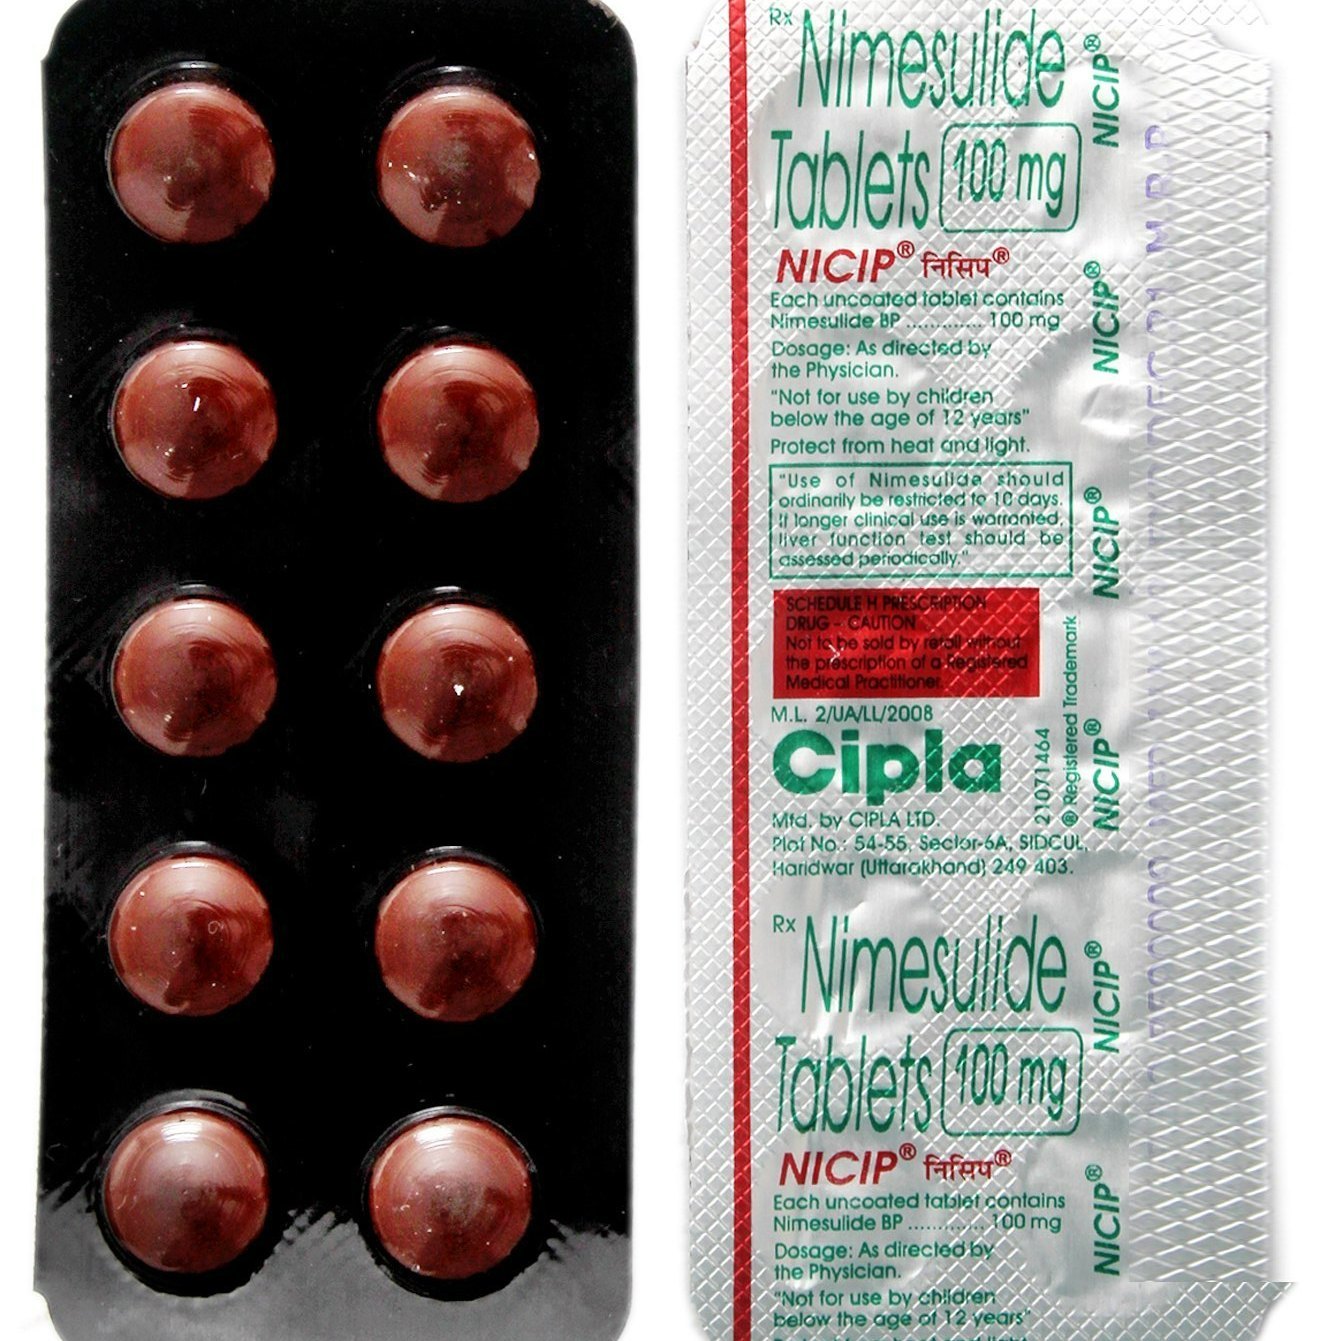 Rx
Nimesulide
Tablets 100 mg
NICIP® निसिप®
Each uncoated tablet contains
Nimesulide BP ............. 100 mg
Dosage: As directed by
the Physician.
"Not for use by children
below the age of 12 years"
Protect from heat and light.
"Use of Nimesulide should
ordinarily be restricted to 10 days.
If longer clinical use is warranted,
liver function test should be
assessed periodically."
SCHEDULE H PRESCRIPTION
DRUG - CAUTION
Not to be sold by retail without
the prescription of a Registered
Medical Practitioner.
M.L. 2/UA/LL/2008
Cipla
Mfd. by CIPLA LTD.
Plot No.: 54-55, Sector-6A, SIDCUL,
Haridwar (Uttarakhand) 249 403.
21071464
® Registered Trademark
Rx
Nimesulide
Tablets 100 mg
NICIP® निसिप®
Each uncoated tablet contains
Nimesulide BP ............. 100 mg
Dosage: As directed by
the Physician.
"Not for use by children
below the age of 12 years"
NICIP®
NICIP®
NICIP®
NICIP®
NICIP®
NICIP®
M.R.P.